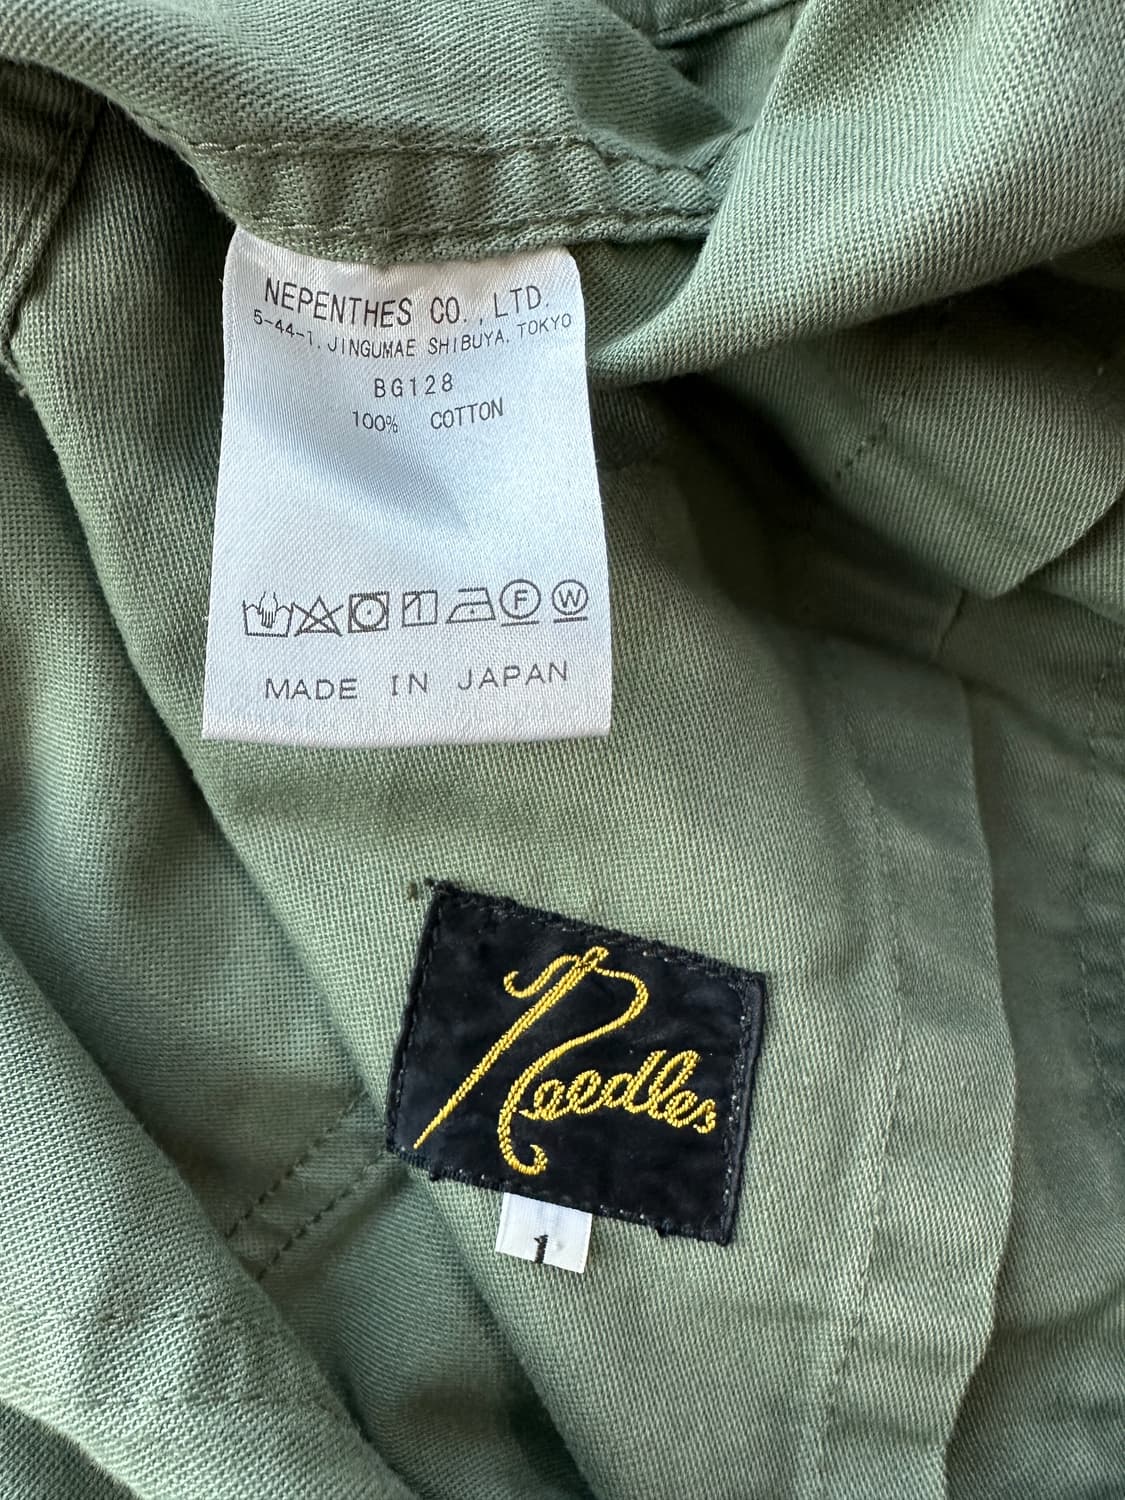 NEPENTHES CO., LTD.
5-44-1, JINGUMAE SHIBUYA, TOKYO
BG128
100% COTTON
F W
MADE IN JAPAN
Needles
1